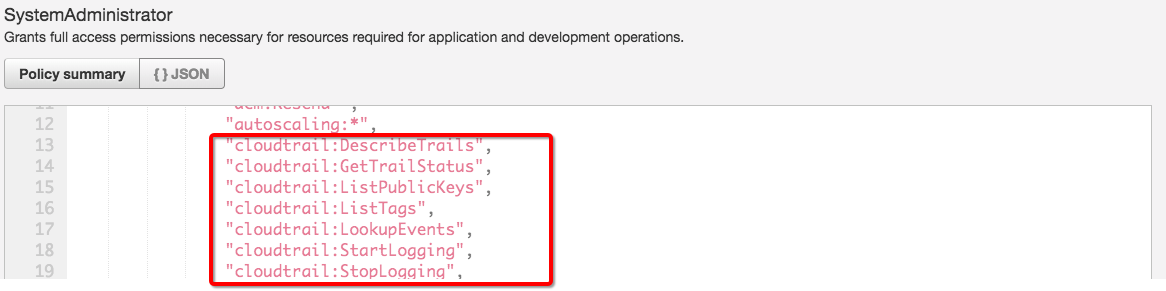 SystemAdministrator
Grants full access permissions necessary for resources required for application and development operations.
Policy summary { } JSON
11 "acm:Resend*",
12 "autoscaling:*",
13 "cloudtrail:DescribeTrails",
14 "cloudtrail:GetTrailStatus",
15 "cloudtrail:ListPublicKeys",
16 "cloudtrail:ListTags",
17 "cloudtrail:LookupEvents",
18 "cloudtrail:StartLogging",
19 "cloudtrail:StopLogging",